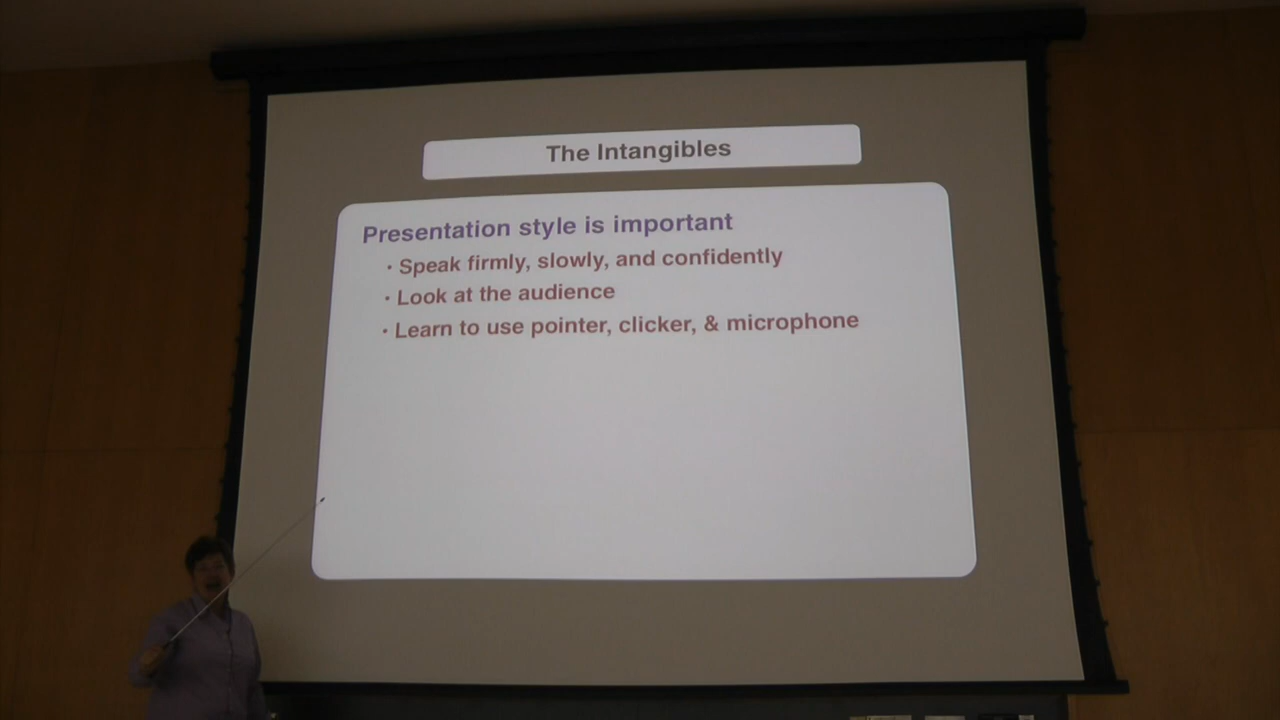 The Intangibles
Presentation style is important
· Speak firmly, slowly, and confidently
· Look at the audience
· Learn to use pointer, clicker, & microphone